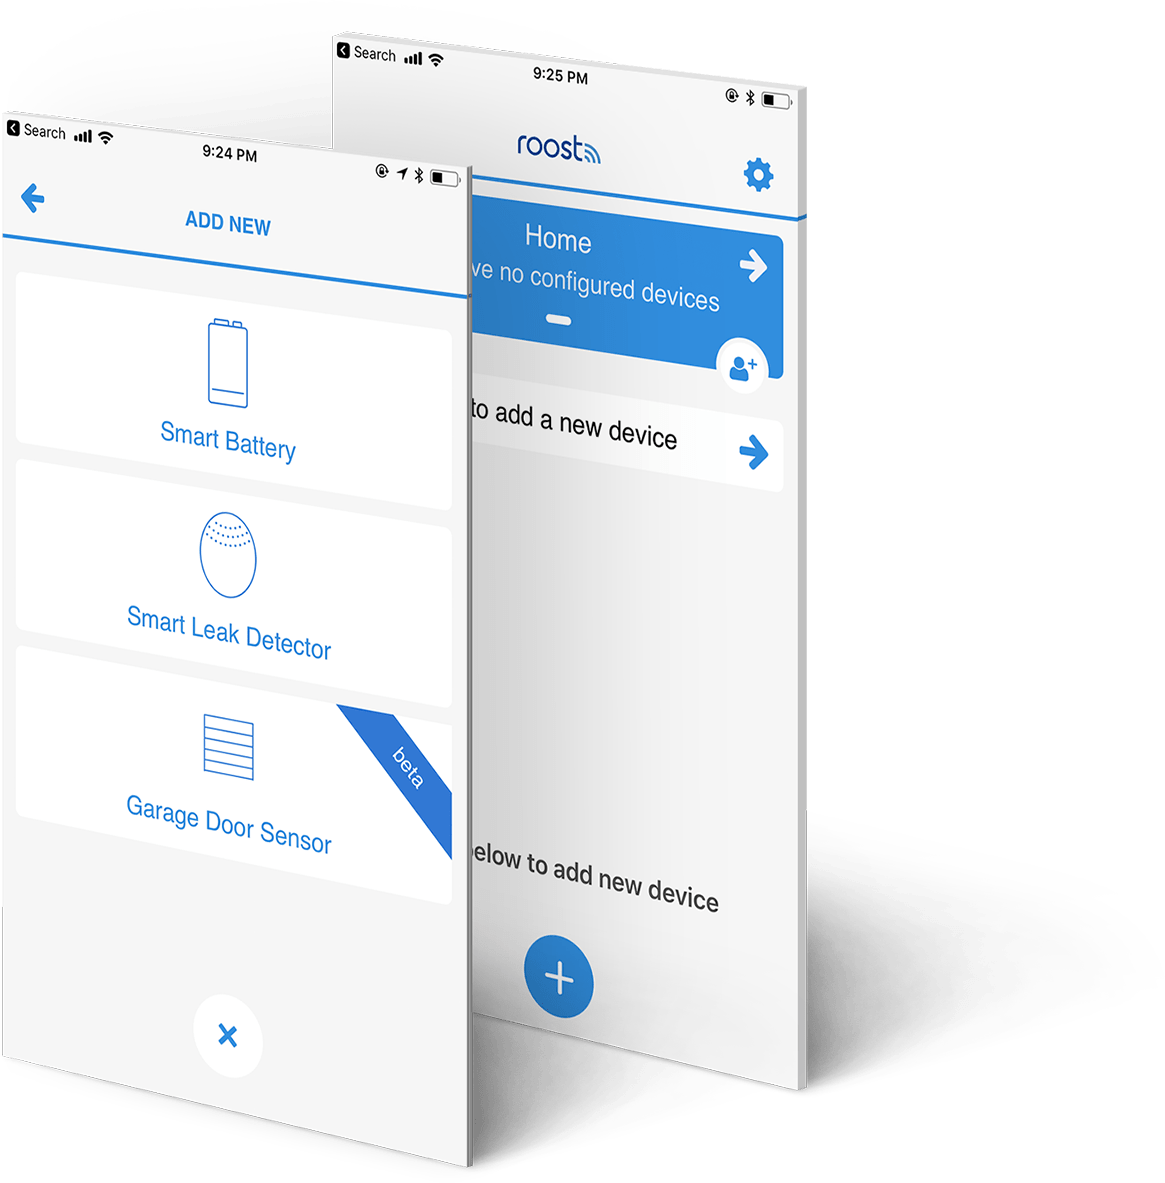 Search
9:24 PM
ADD NEW
Smart Battery
Smart Leak Detector
Garage Door Sensor
beta
Search
9:25 PM
roost
Home
ve no configured devices
to add a new device
elow to add new device